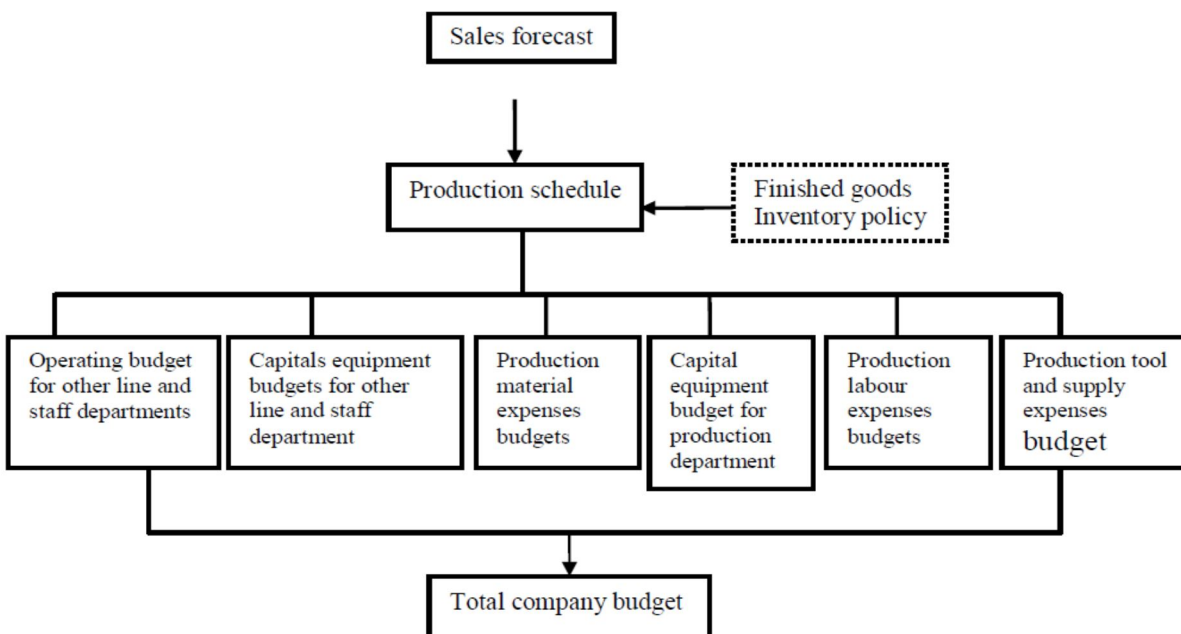 Sales forecast
Production schedule
Finished goods
Inventory policy
Operating budget
for other line and
staff departments
Capitals equipment
budgets for other
line and staff
department
Production
material
expenses
budgets
Capital
equipment
budget for
production
department
Production
labour
expenses
budgets
Production tool
and supply
expenses
budget
Total company budget